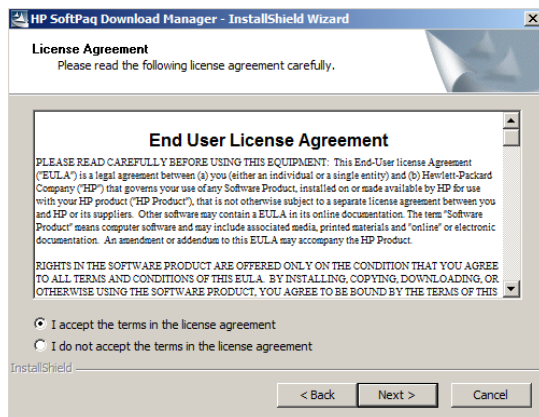 HP SoftPaq Download Manager - InstallShield Wizard
License Agreement
Please read the following license agreement carefully.
End User License Agreement
PLEASE READ CAREFULLY BEFORE USING THIS EQUIPMENT: This End-User license Agreement
("EULA") is a legal agreement between (a) you (either an individual or a single entity) and (b) Hewlett-Packard
Company ("HP") that governs your use of any Software Product, installed on or made available by HP for use
with your HP product ("HP Product"), that is not otherwise subject to a separate license agreement between you
and HP or its suppliers. Other software may contain a EULA in its online documentation. The term "Software
Product" means computer software and may include associated media, printed materials and "online" or electronic
documentation. An amendment or addendum to this EULA may accompany the HP Product.
RIGHTS IN THE SOFTWARE PRODUCT ARE OFFERED ONLY ON THE CONDITION THAT YOU AGREE
TO ALL TERMS AND CONDITIONS OF THIS EULA. BY INSTALLING, COPYING, DOWNLOADING, OR
OTHERWISE USING THE SOFTWARE PRODUCT, YOU AGREE TO BE BOUND BY THE TERMS OF THIS
I accept the terms in the license agreement
I do not accept the terms in the license agreement
InstallShield
< Back Next > Cancel